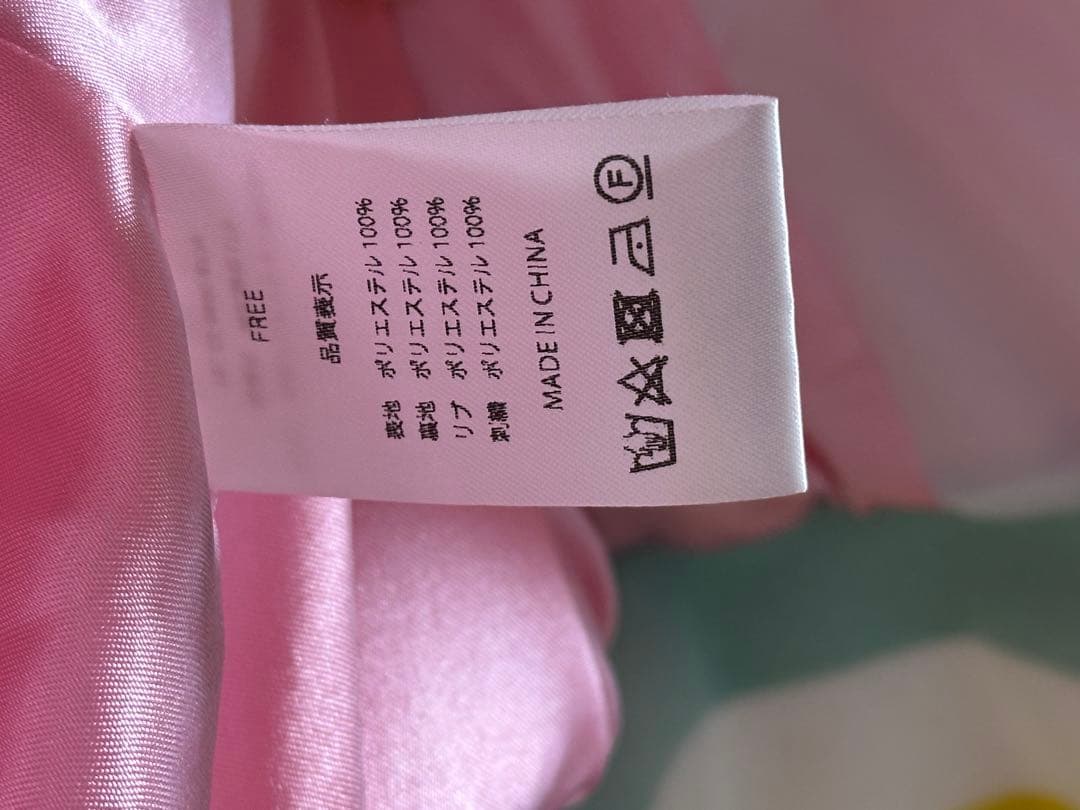 FREE
品質表示
表地 ポリエステル 100%
裏地 ポリエステル 100%
リブ ポリエステル 100%
刺繍 ポリエステル 100%
MADE IN CHINA
F